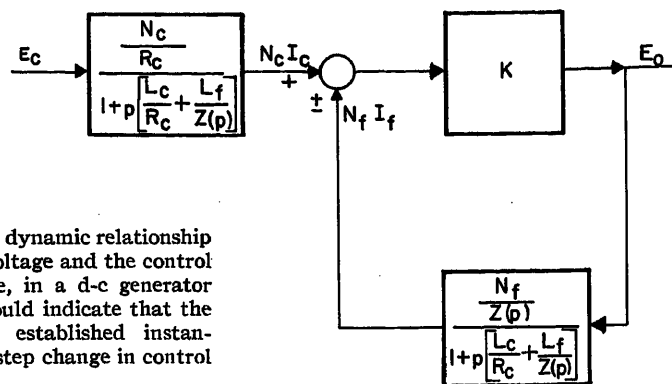 E_C
N_C
R_C
1+p[L_C/R_C + L_f/Z(p)]
N_C I_C
+
±
N_f I_f
K
E_O
dynamic relationship
oltage and the control
e, in a d-c generator
ould indicate that the
established instan-
step change in control
N_f
Z(p)
1+p[L_C/R_C + L_f/Z(p)]